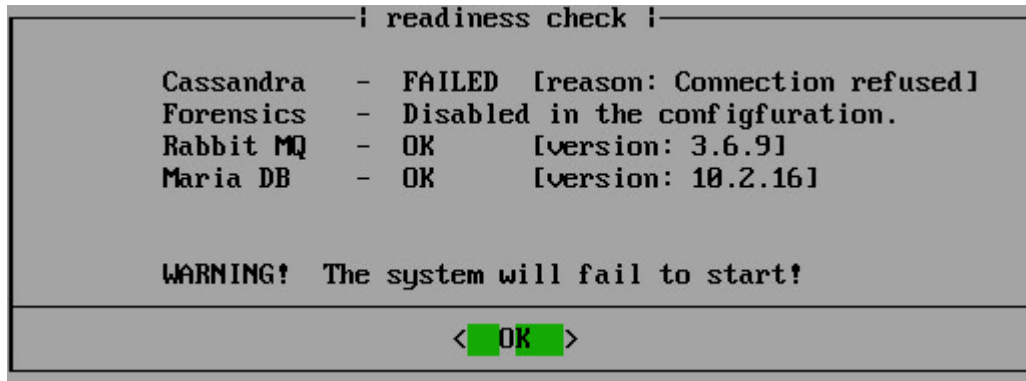 ┤ readiness check ├
Cassandra - FAILED [reason: Connection refused]
Forensics - Disabled in the configfuration.
Rabbit MQ - OK [version: 3.6.9]
Maria DB - OK [version: 10.2.16]
WARNING! The system will fail to start!
< OK >